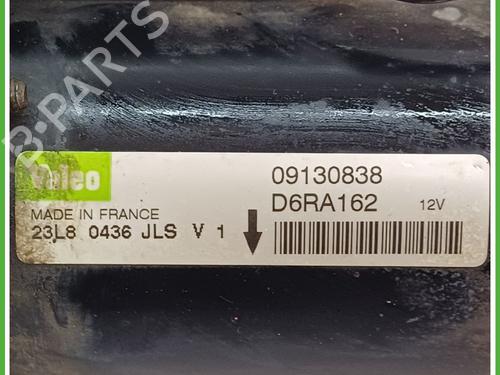 B-PARTS
Valeo
09130838
D6RA162 12V
MADE IN FRANCE
23L8 0436 JLS V 1